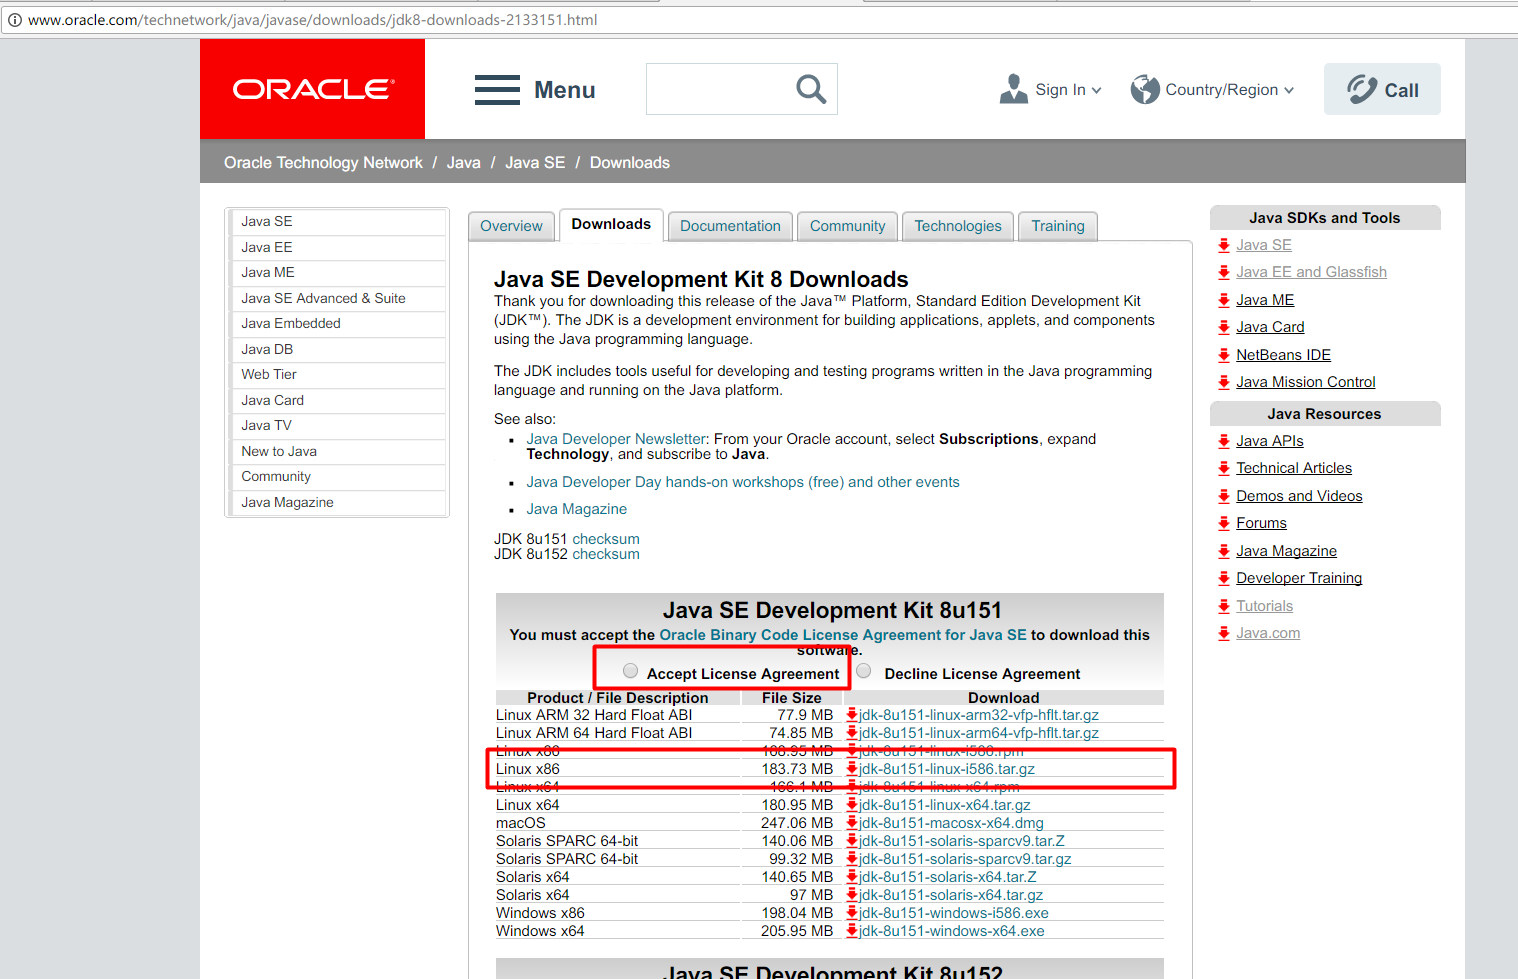 www.oracle.com/technetwork/java/javase/downloads/jdk8-downloads-2133151.html
ORACLE®
Menu
Sign In
Country/Region
Call
Oracle Technology Network / Java / Java SE / Downloads
Java SE
Java EE
Java ME
Java SE Advanced & Suite
Java Embedded
Java DB
Web Tier
Java Card
Java TV
New to Java
Community
Java Magazine
Overview
Downloads
Documentation
Community
Technologies
Training
Java SE Development Kit 8 Downloads
Thank you for downloading this release of the Java™ Platform, Standard Edition Development Kit
(JDK™). The JDK is a development environment for building applications, applets, and components
using the Java programming language.
The JDK includes tools useful for developing and testing programs written in the Java programming
language and running on the Java platform.
See also:
Java Developer Newsletter: From your Oracle account, select Subscriptions, expand
Technology, and subscribe to Java.
Java Developer Day hands-on workshops (free) and other events
Java Magazine
JDK 8u151 checksum
JDK 8u152 checksum
Java SE Development Kit 8u151
You must accept the Oracle Binary Code License Agreement for Java SE to download this
software.
Accept License Agreement Decline License Agreement
Product / File Description File Size Download
Linux ARM 32 Hard Float ABI 77.9 MB jdk-8u151-linux-arm32-vfp-hflt.tar.gz
Linux ARM 64 Hard Float ABI 74.85 MB jdk-8u151-linux-arm64-vfp-hflt.tar.gz
Linux x86 168.95 MB jdk-8u151-linux-i586.rpm
Linux x86 183.73 MB jdk-8u151-linux-i586.tar.gz
Linux x64 166.1 MB jdk-8u151-linux-x64.rpm
Linux x64 180.95 MB jdk-8u151-linux-x64.tar.gz
macOS 247.06 MB jdk-8u151-macosx-x64.dmg
Solaris SPARC 64-bit 140.06 MB jdk-8u151-solaris-sparcv9.tar.Z
Solaris SPARC 64-bit 99.32 MB jdk-8u151-solaris-sparcv9.tar.gz
Solaris x64 140.65 MB jdk-8u151-solaris-x64.tar.Z
Solaris x64 97 MB jdk-8u151-solaris-x64.tar.gz
Windows x86 198.04 MB jdk-8u151-windows-i586.exe
Windows x64 205.95 MB jdk-8u151-windows-x64.exe
Java SE Development Kit 8u152
Java SDKs and Tools
Java SE
Java EE and Glassfish
Java ME
Java Card
NetBeans IDE
Java Mission Control
Java Resources
Java APIs
Technical Articles
Demos and Videos
Forums
Java Magazine
Developer Training
Tutorials
Java.com